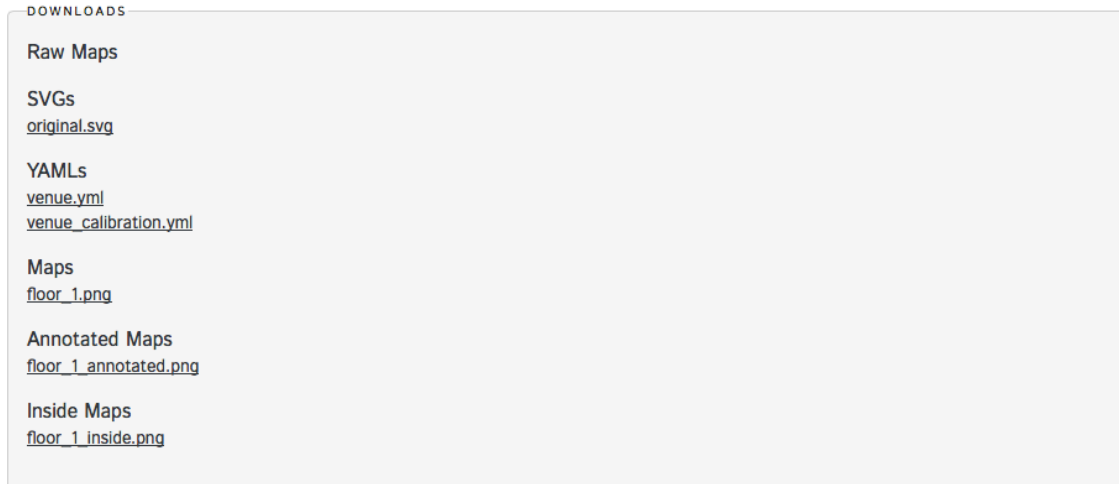 DOWNLOADS
Raw Maps
SVGs
original.svg
YAMLs
venue.yml
venue_calibration.yml
Maps
floor_1.png
Annotated Maps
floor_1_annotated.png
Inside Maps
floor_1_inside.png